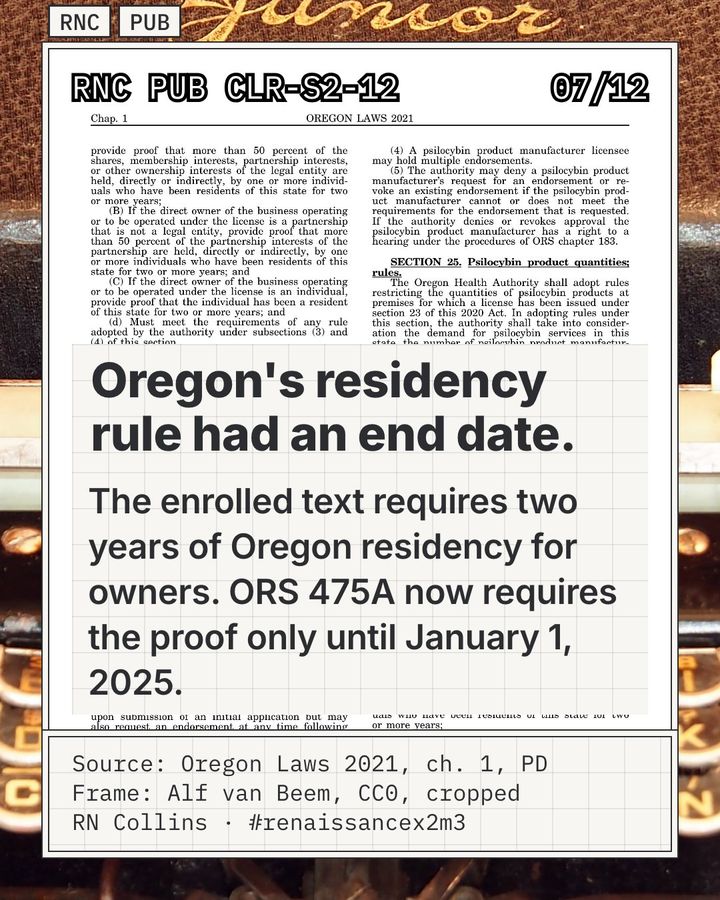 Junior
RNC PUB
RNC PUB CLR-S2-12 07/12
Chap. 1 OREGON LAWS 2021
provide proof that more than 50 percent of the
shares, membership interests, partnership interests,
or other ownership interests of the legal entity are
held, directly or indirectly, by one or more individ-
uals who have been residents of this state for two
or more years;
(B) If the direct owner of the business operating
or to be operated under the license is a partnership
that is not a legal entity, provide proof that more
than 50 percent of the partnership interests of the
partnership are held, directly or indirectly, by one
or more individuals who have been residents of this
state for two or more years; and
(C) If the direct owner of the business operating
or to be operated under the license is an individual,
provide proof that the individual has been a resident
of this state for two or more years; and
(d) Must meet the requirements of any rule
adopted by the authority under subsections (3) and
(4) of this section.
(4) A psilocybin product manufacturer licensee
may hold multiple endorsements.
(5) The authority may deny a psilocybin product
manufacturer's request for an endorsement or re-
voke an existing endorsement if the psilocybin prod-
uct manufacturer cannot or does not meet the
requirements for the endorsement that is requested.
If the authority denies or revokes approval the
psilocybin product manufacturer has a right to a
hearing under the procedures of ORS chapter 183.
SECTION 25. Psilocybin product quantities;
rules.
The Oregon Health Authority shall adopt rules
restricting the quantities of psilocybin products at
premises for which a license has been issued under
section 23 of this 2020 Act. In adopting rules under
this section, the authority shall take into consider-
ation the demand for psilocybin services in this
state, the number of psilocybin product manufactur-
Oregon's residency
rule had an end date.
The enrolled text requires two
years of Oregon residency for
owners. ORS 475A now requires
the proof only until January 1,
2025.
upon submission of an initial application but may
also request an endorsement at any time following
uals who have been residents of this state for two
or more years;
Source: Oregon Laws 2021, ch. 1, PD
Frame: Alf van Beem, CC0, cropped
RN Collins · #renaissancex2m3